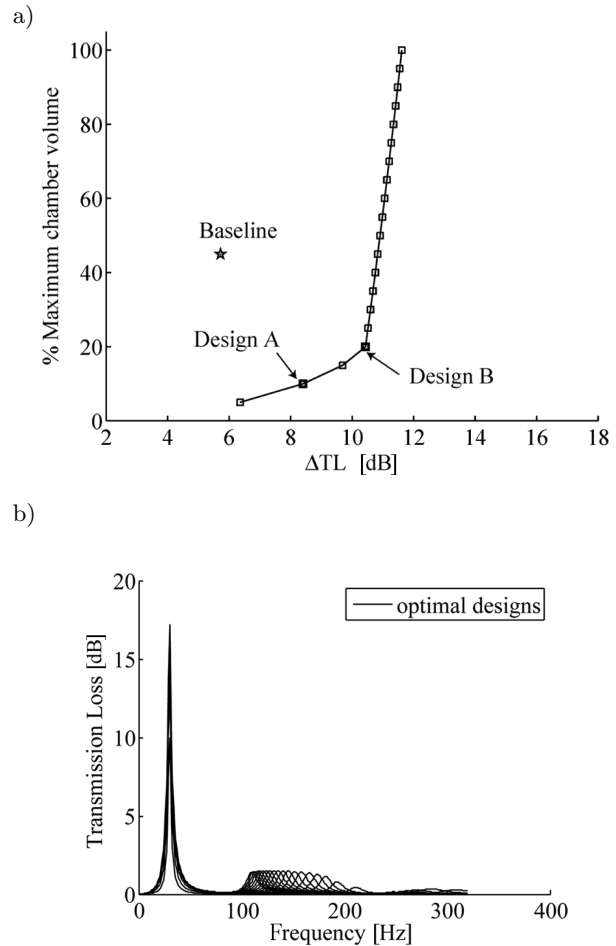 a)
% Maximum chamber volume
100
80
60
40
20
0
Baseline
Design A
Design B
2 4 6 8 10 12 14 16 18
ΔTL [dB]
b)
Transmission Loss [dB]
20
15
10
5
0
optimal designs
0 100 200 300 400
Frequency [Hz]